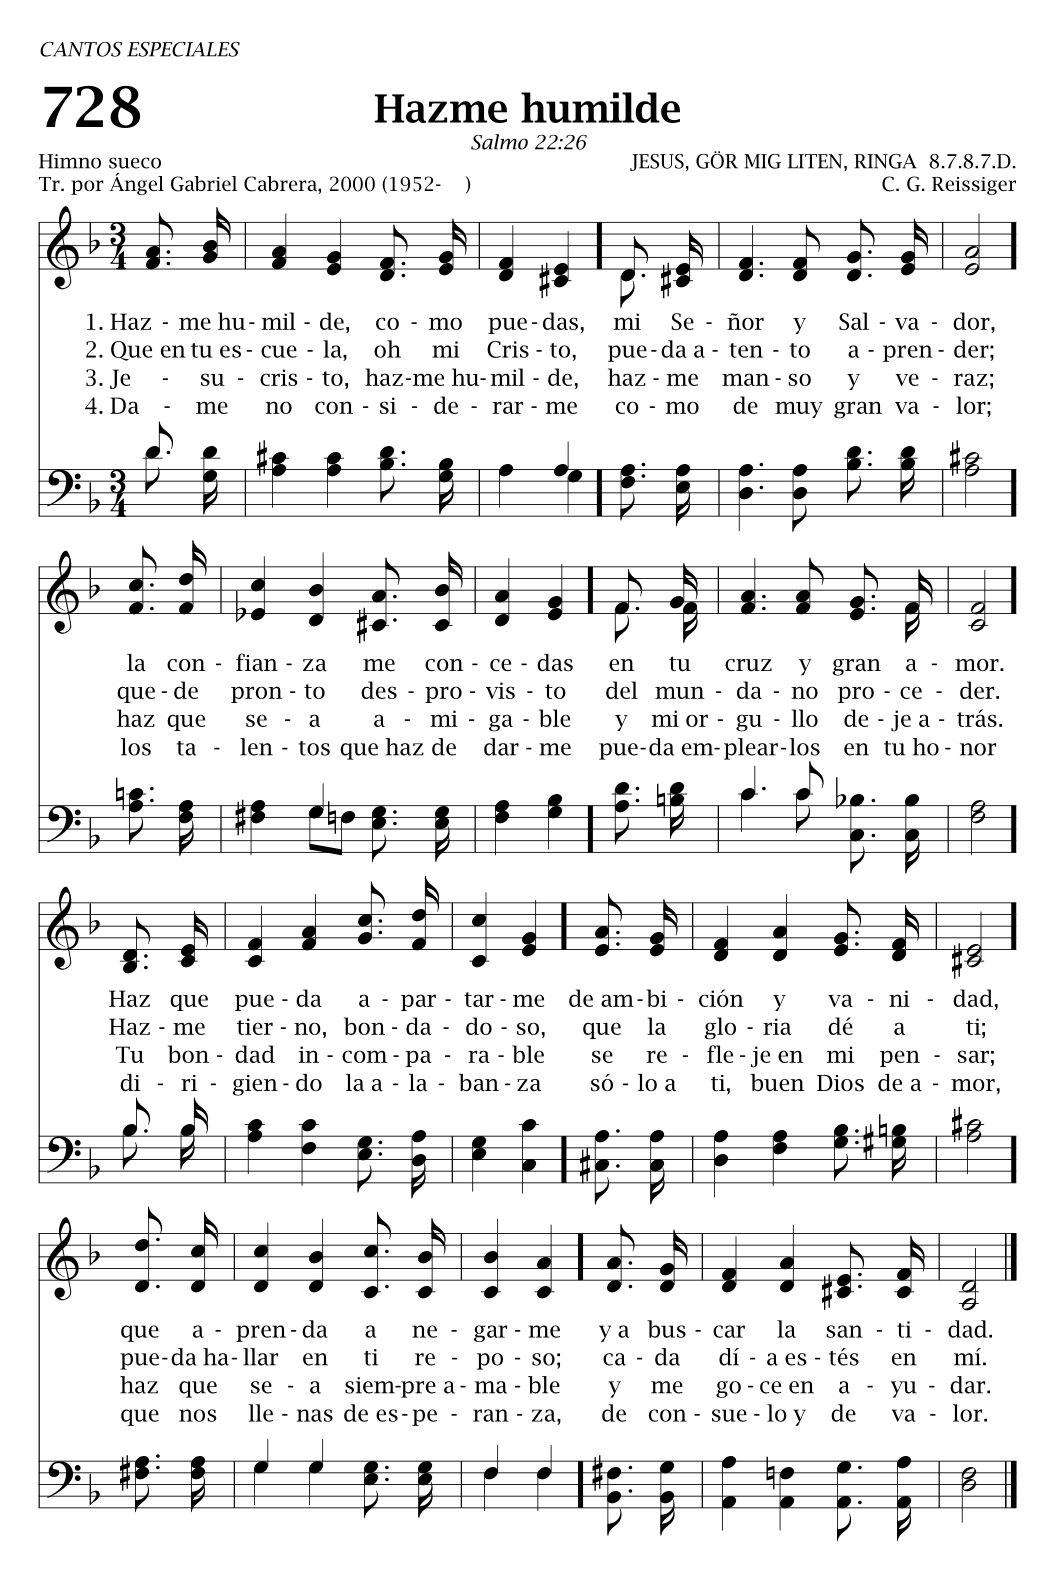 CANTOS ESPECIALES
728
Hazme humilde
Salmo 22:26
Himno sueco
JESUS, GÖR MIG LITEN, RINGA 8.7.8.7.D.
Tr. por Ángel Gabriel Cabrera, 2000 (1952- )
C. G. Reissiger
1. Haz - me hu - mil - de, co - mo pue - das, mi Se - ñor y Sal - va - dor,
2. Que en tu es - cue - la, oh mi Cris - to, pue - da a - ten - to a - pren - der;
3. Je - su - cris - to, haz - me hu - mil - de, haz - me man - so y ve - raz;
4. Da - me no con - si - de - rar - me co - mo de muy gran va - lor;
la con - fian - za me con - ce - das en tu cruz y gran a - mor.
que - de pron - to des - pro - vis - to del mun - da - no pro - ce - der.
haz que se - a a - mi - ga - ble y mi or - gu - llo de - je a - trás.
los ta - len - tos que haz de dar - me pue - da em - plear - los en tu ho - nor
Haz que pue - da a - par - tar - me de am - bi - ción y va - ni - dad,
Haz - me tier - no, bon - da - do - so, que la glo - ria dé a ti;
Tu bon - dad in - com - pa - ra - ble se re - fle - je en mi pen - sar;
di - ri - gien - do la a - la - ban - za só - lo a ti, buen Dios de a - mor,
que a - pren - da a ne - gar - me y a bus - car la san - ti - dad.
pue - da ha - llar en ti re - po - so; ca - da dí - a es - tés en mí.
haz que se - a siem - pre a - ma - ble y me go - ce en a - yu - dar.
que nos lle - nas de es - pe - ran - za, de con - sue - lo y de va - lor.